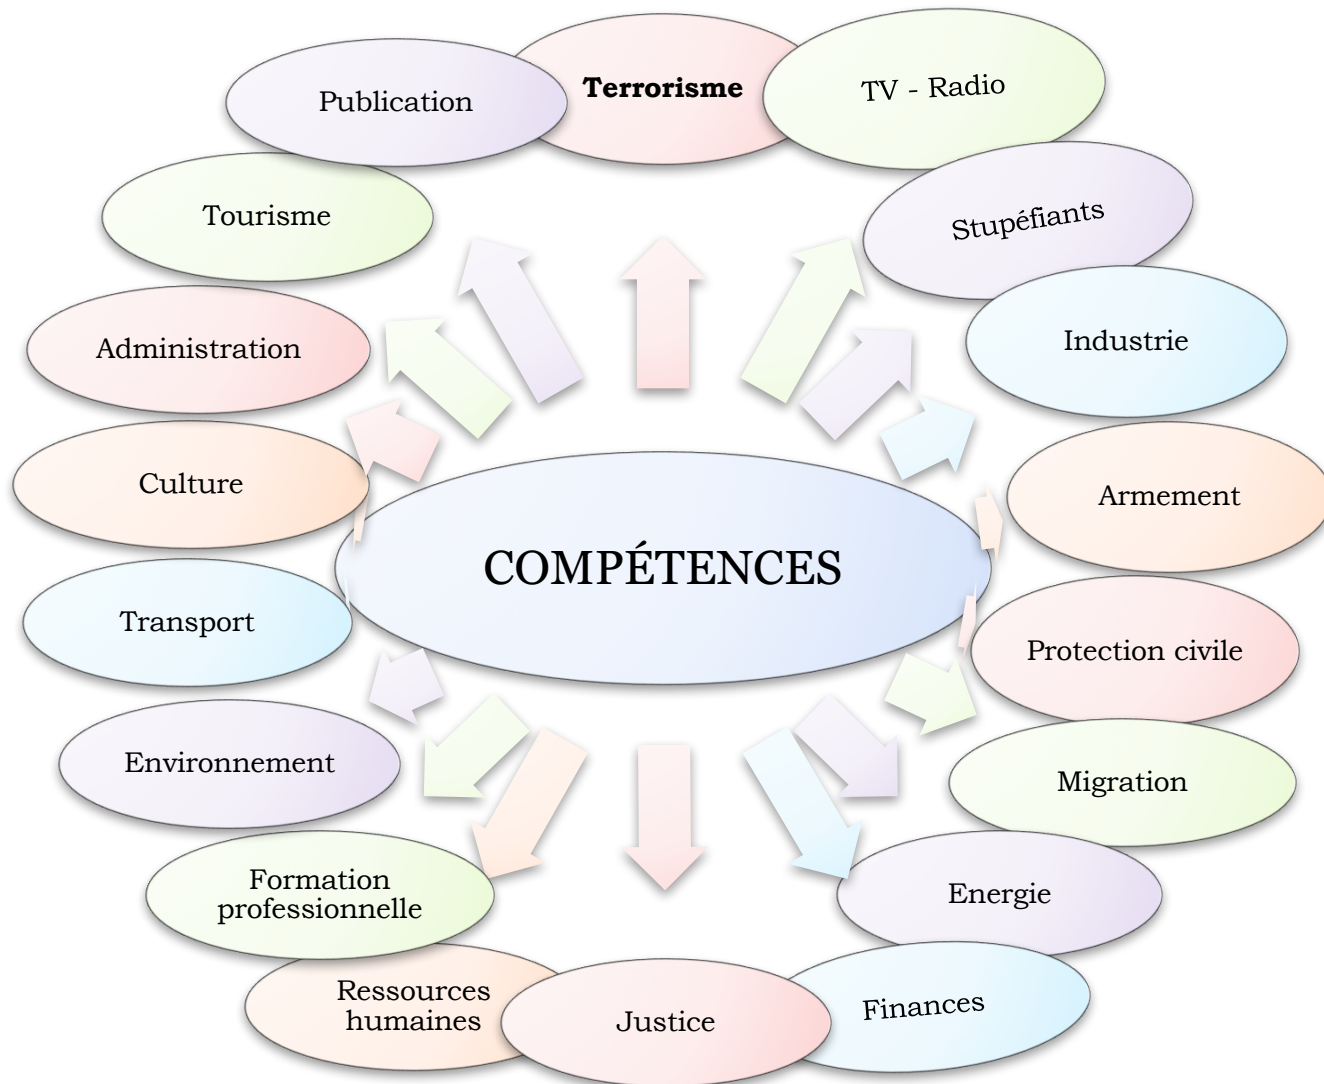 Terrorisme
TV - Radio
Publication
Stupéfiants
Tourisme
Industrie
Administration
Culture
Armement
COMPÉTENCES
Transport
Protection civile
Environnement
Migration
Formation
professionnelle
Energie
Ressources
humaines
Justice
Finances